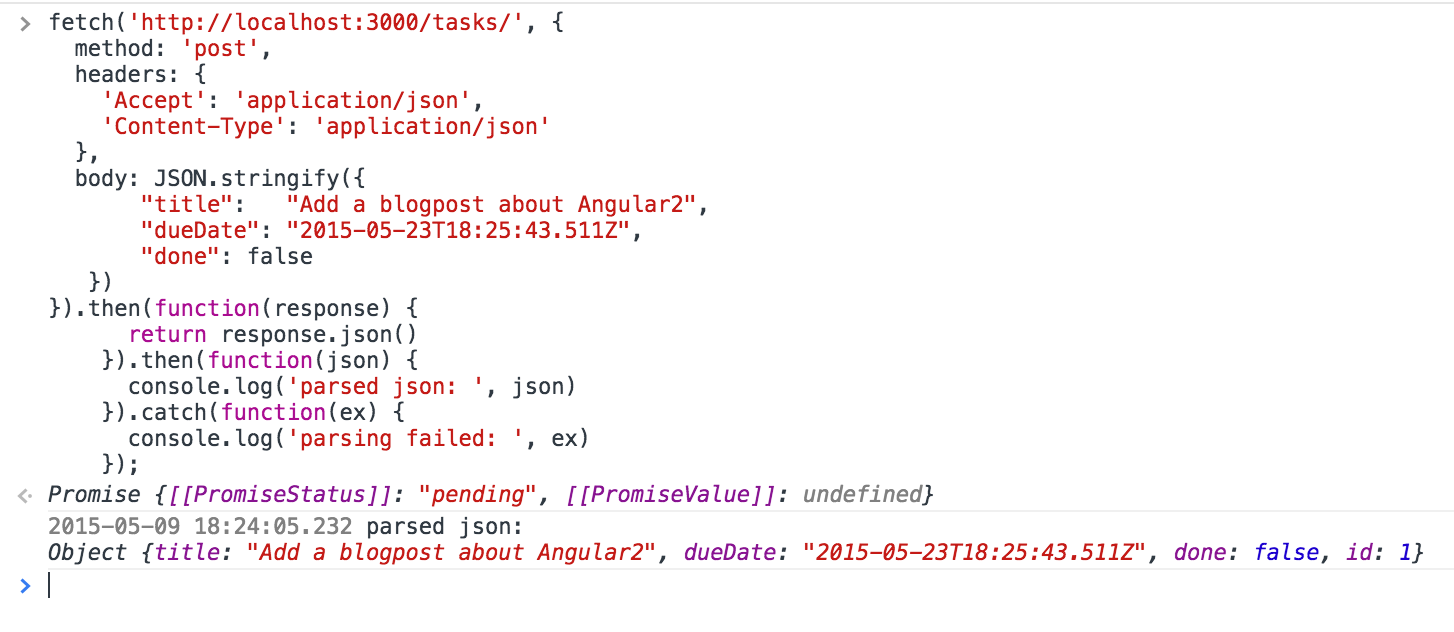 > fetch('http://localhost:3000/tasks/', {
method: 'post',
headers: {
'Accept': 'application/json',
'Content-Type': 'application/json'
},
body: JSON.stringify({
"title":   "Add a blogpost about Angular2",
"dueDate": "2015-05-23T18:25:43.511Z",
"done": false
})
}).then(function(response) {
return response.json()
}).then(function(json) {
console.log('parsed json: ', json)
}).catch(function(ex) {
console.log('parsing failed: ', ex)
});
Promise {[[PromiseStatus]]: "pending", [[PromiseValue]]: undefined}
2015-05-09 18:24:05.232 parsed json:
Object {title: "Add a blogpost about Angular2", dueDate: "2015-05-23T18:25:43.511Z", done: false, id: 1}
>